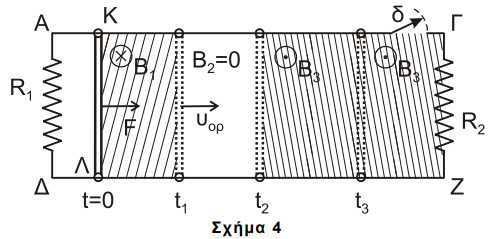 A K δ Γ
B₁ B₂=0 B₃ B₃
R₁ F υορ R₂
Δ Λ Z
t=0 t₁ t₂ t₃
Σχήμα 4